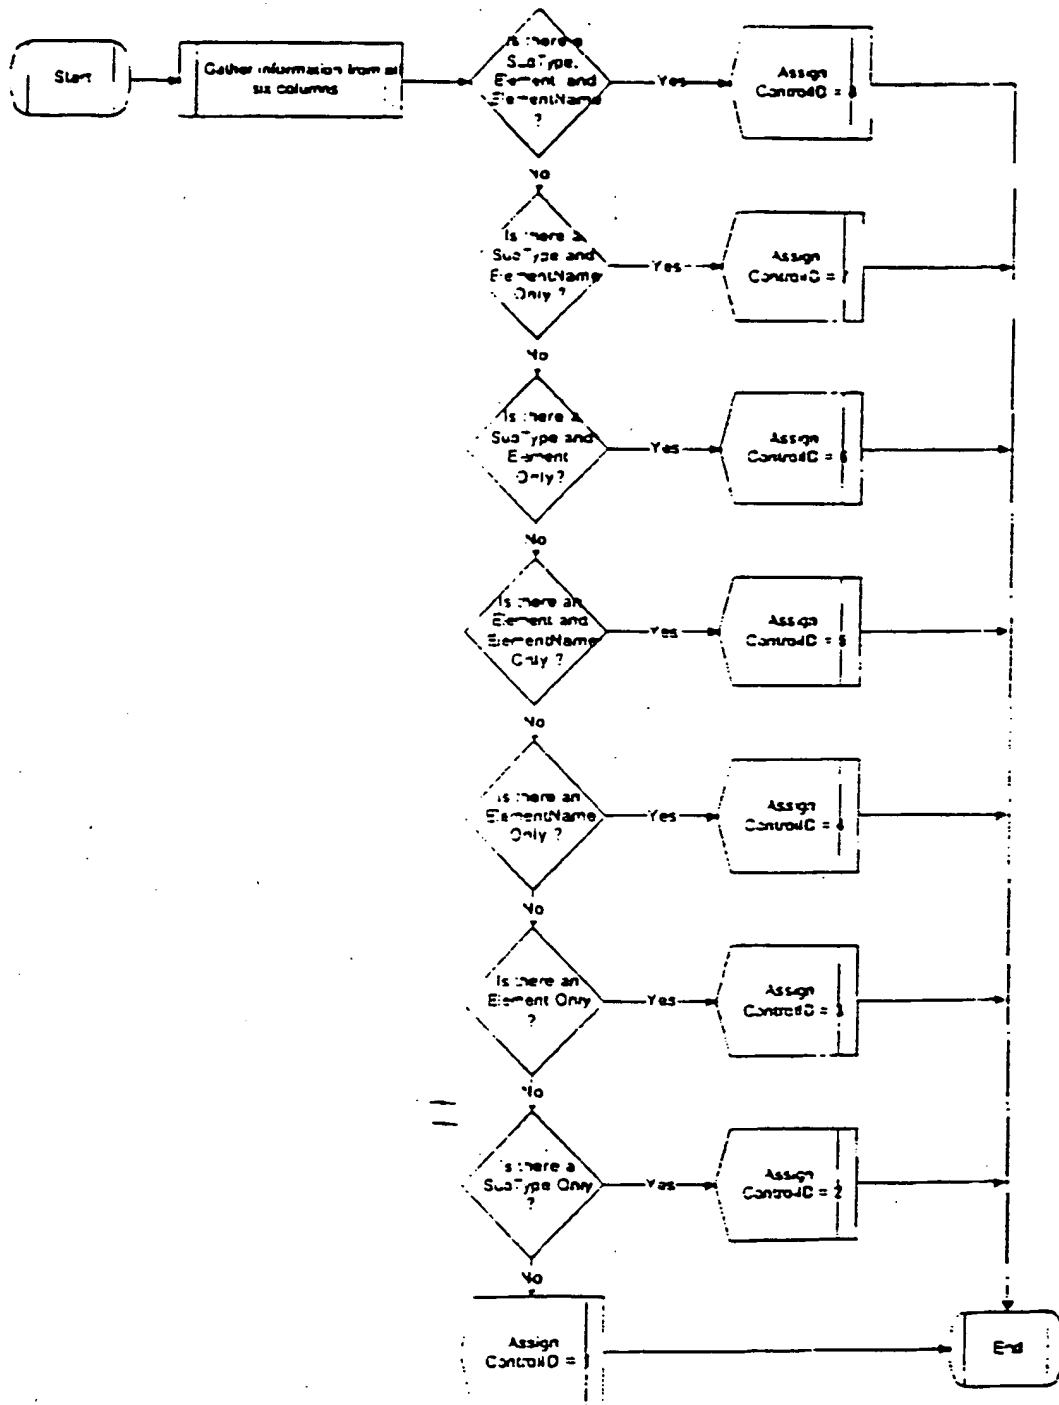 Start
Gather information from all
six columns
Is there a
SubType,
Element and
ElementName
?
Yes
Assign
ControlID = 8
No
Is there a
SubType and
ElementName
Only ?
Yes
Assign
ControlID = 7
No
Is there a
SubType and
Element
Only?
Yes
Assign
ControlID = 6
No
Is there an
Element and
ElementName
Only ?
Yes
Assign
ControlID = 5
No
Is there an
ElementName
Only ?
Yes
Assign
ControlID = 4
No
Is there an
Element Only
?
Yes
Assign
ControlID = 3
No
Is there a
SubType Only
?
Yes
Assign
ControlID = 2
No
Assign
ControlID = 1
End